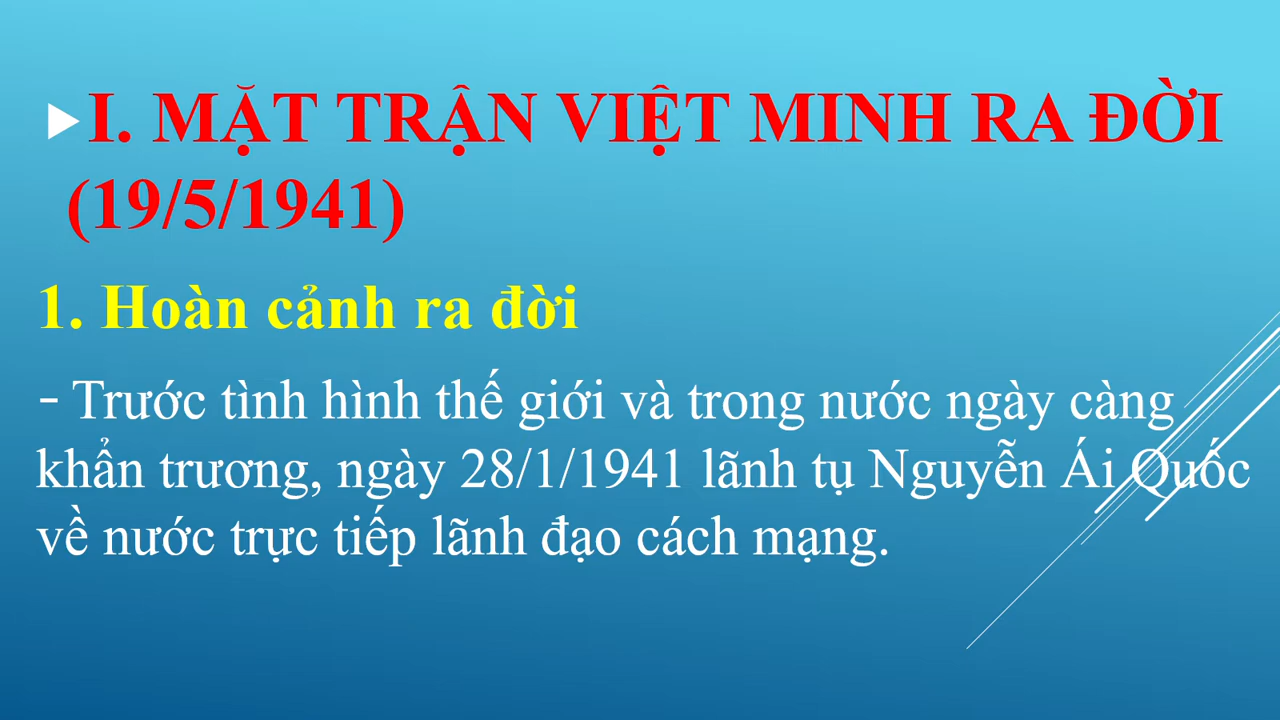 I. MẶT TRẬN VIỆT MINH RA ĐỜI
(19/5/1941)
1. Hoàn cảnh ra đời
- Trước tình hình thế giới và trong nước ngày càng
khẩn trương, ngày 28/1/1941 lãnh tụ Nguyễn Ái Quốc
về nước trực tiếp lãnh đạo cách mạng.